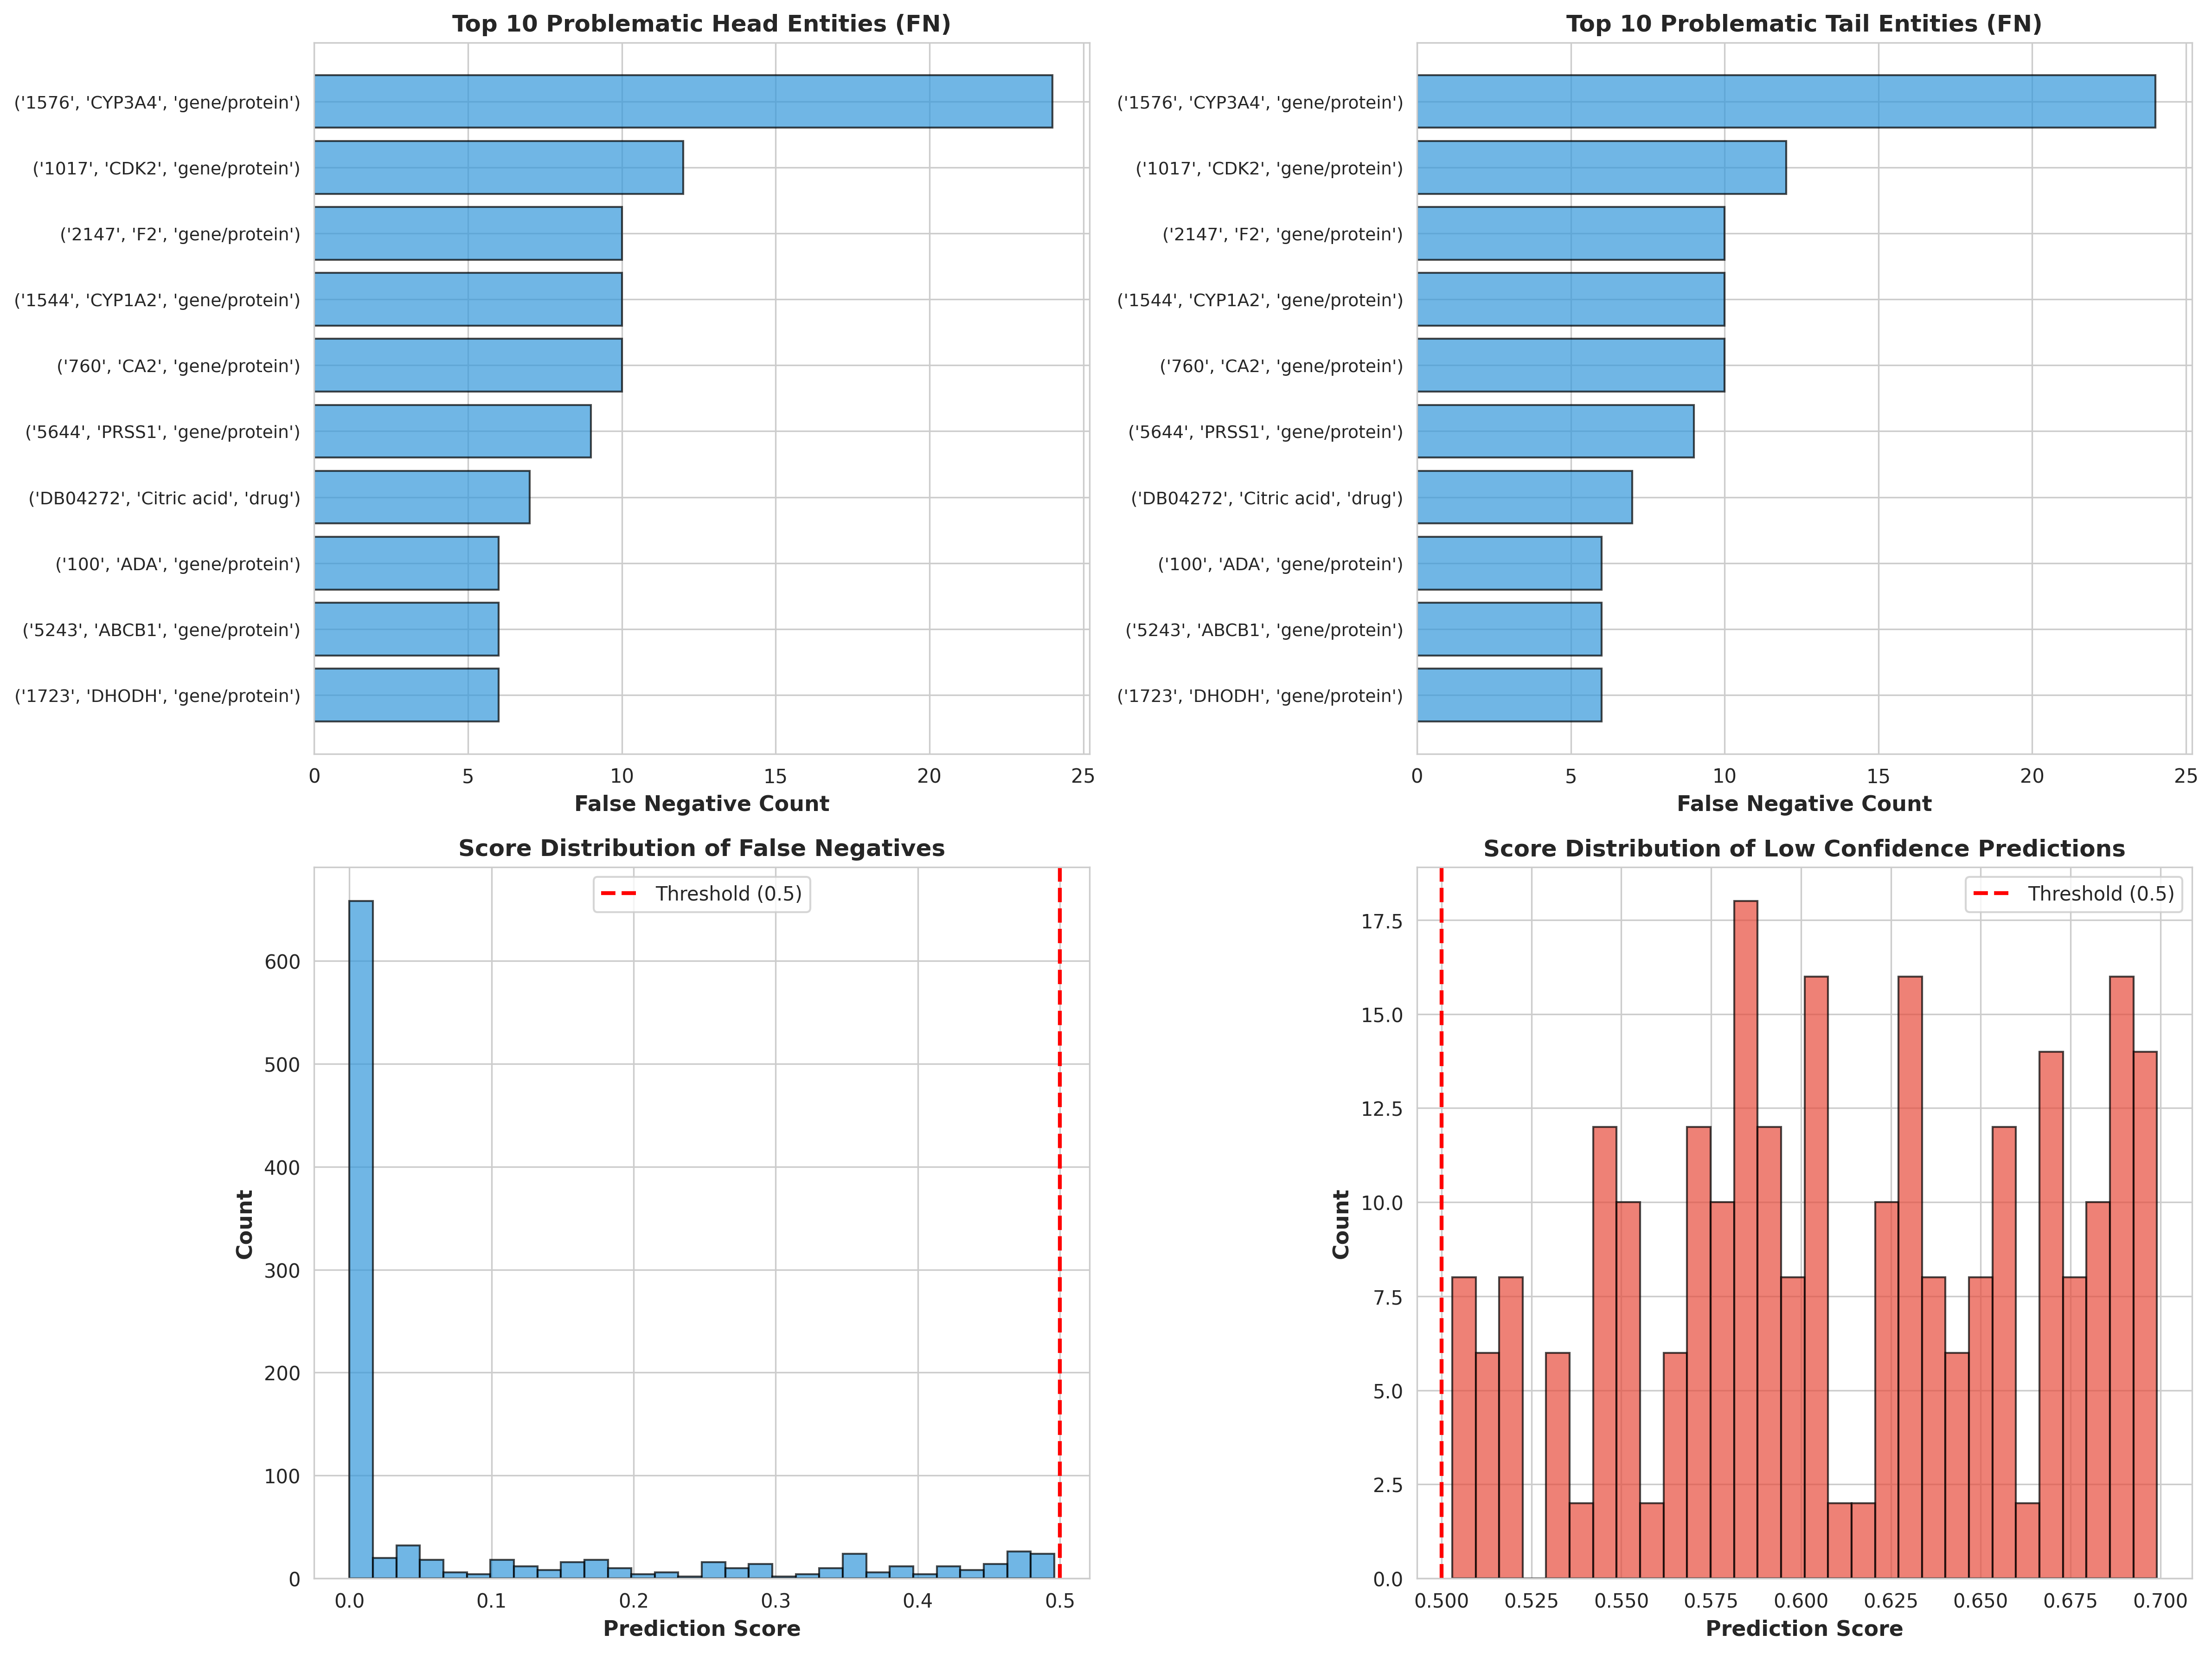 Top 10 Problematic Head Entities (FN)
('1576', 'CYP3A4', 'gene/protein')
('1017', 'CDK2', 'gene/protein')
('2147', 'F2', 'gene/protein')
('1544', 'CYP1A2', 'gene/protein')
('760', 'CA2', 'gene/protein')
('5644', 'PRSS1', 'gene/protein')
('DB04272', 'Citric acid', 'drug')
('100', 'ADA', 'gene/protein')
('5243', 'ABCB1', 'gene/protein')
('1723', 'DHODH', 'gene/protein')
0 5 10 15 20 25
False Negative Count
Top 10 Problematic Tail Entities (FN)
('1576', 'CYP3A4', 'gene/protein')
('1017', 'CDK2', 'gene/protein')
('2147', 'F2', 'gene/protein')
('1544', 'CYP1A2', 'gene/protein')
('760', 'CA2', 'gene/protein')
('5644', 'PRSS1', 'gene/protein')
('DB04272', 'Citric acid', 'drug')
('100', 'ADA', 'gene/protein')
('5243', 'ABCB1', 'gene/protein')
('1723', 'DHODH', 'gene/protein')
0 5 10 15 20 25
False Negative Count
Score Distribution of False Negatives
Threshold (0.5)
600
500
400
300
200
100
0
Count
0.0 0.1 0.2 0.3 0.4 0.5
Prediction Score
Score Distribution of Low Confidence Predictions
Threshold (0.5)
17.5
15.0
12.5
10.0
7.5
5.0
2.5
0.0
Count
0.500 0.525 0.550 0.575 0.600 0.625 0.650 0.675 0.700
Prediction Score